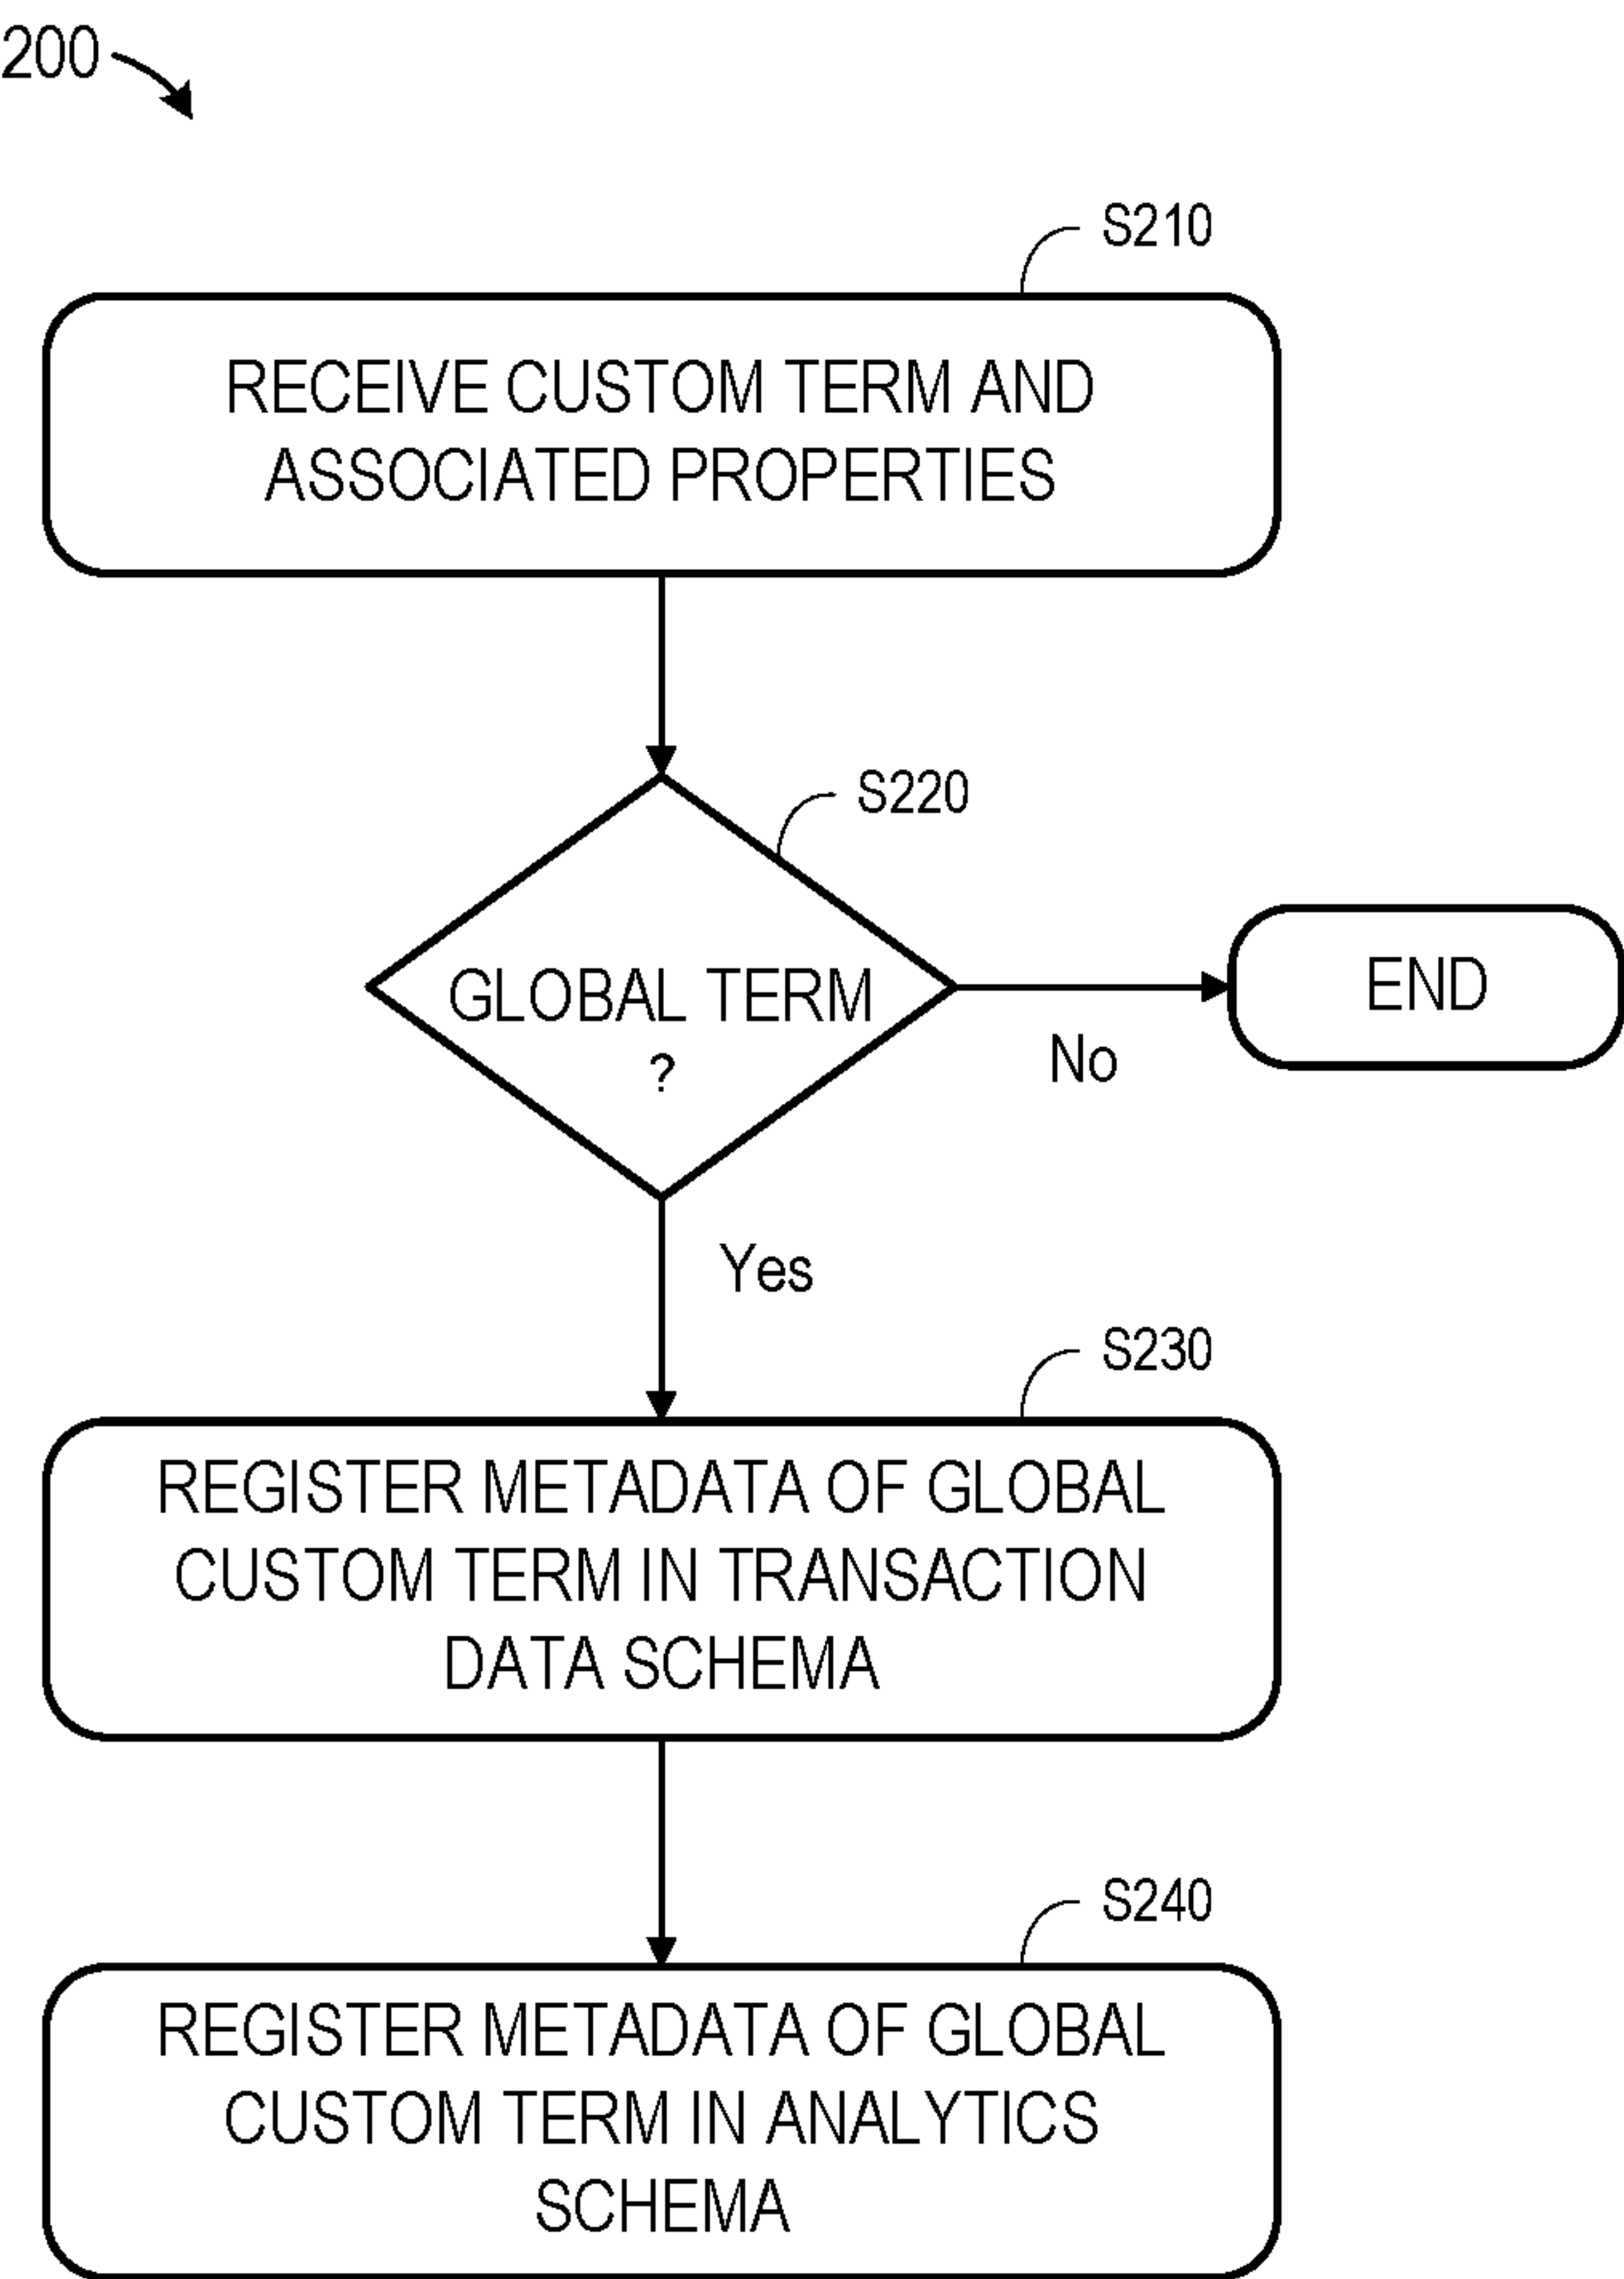 200
S210
RECEIVE CUSTOM TERM AND
ASSOCIATED PROPERTIES
S220
GLOBAL TERM
?
END
No
Yes
S230
REGISTER METADATA OF GLOBAL
CUSTOM TERM IN TRANSACTION
DATA SCHEMA
S240
REGISTER METADATA OF GLOBAL
CUSTOM TERM IN ANALYTICS
SCHEMA